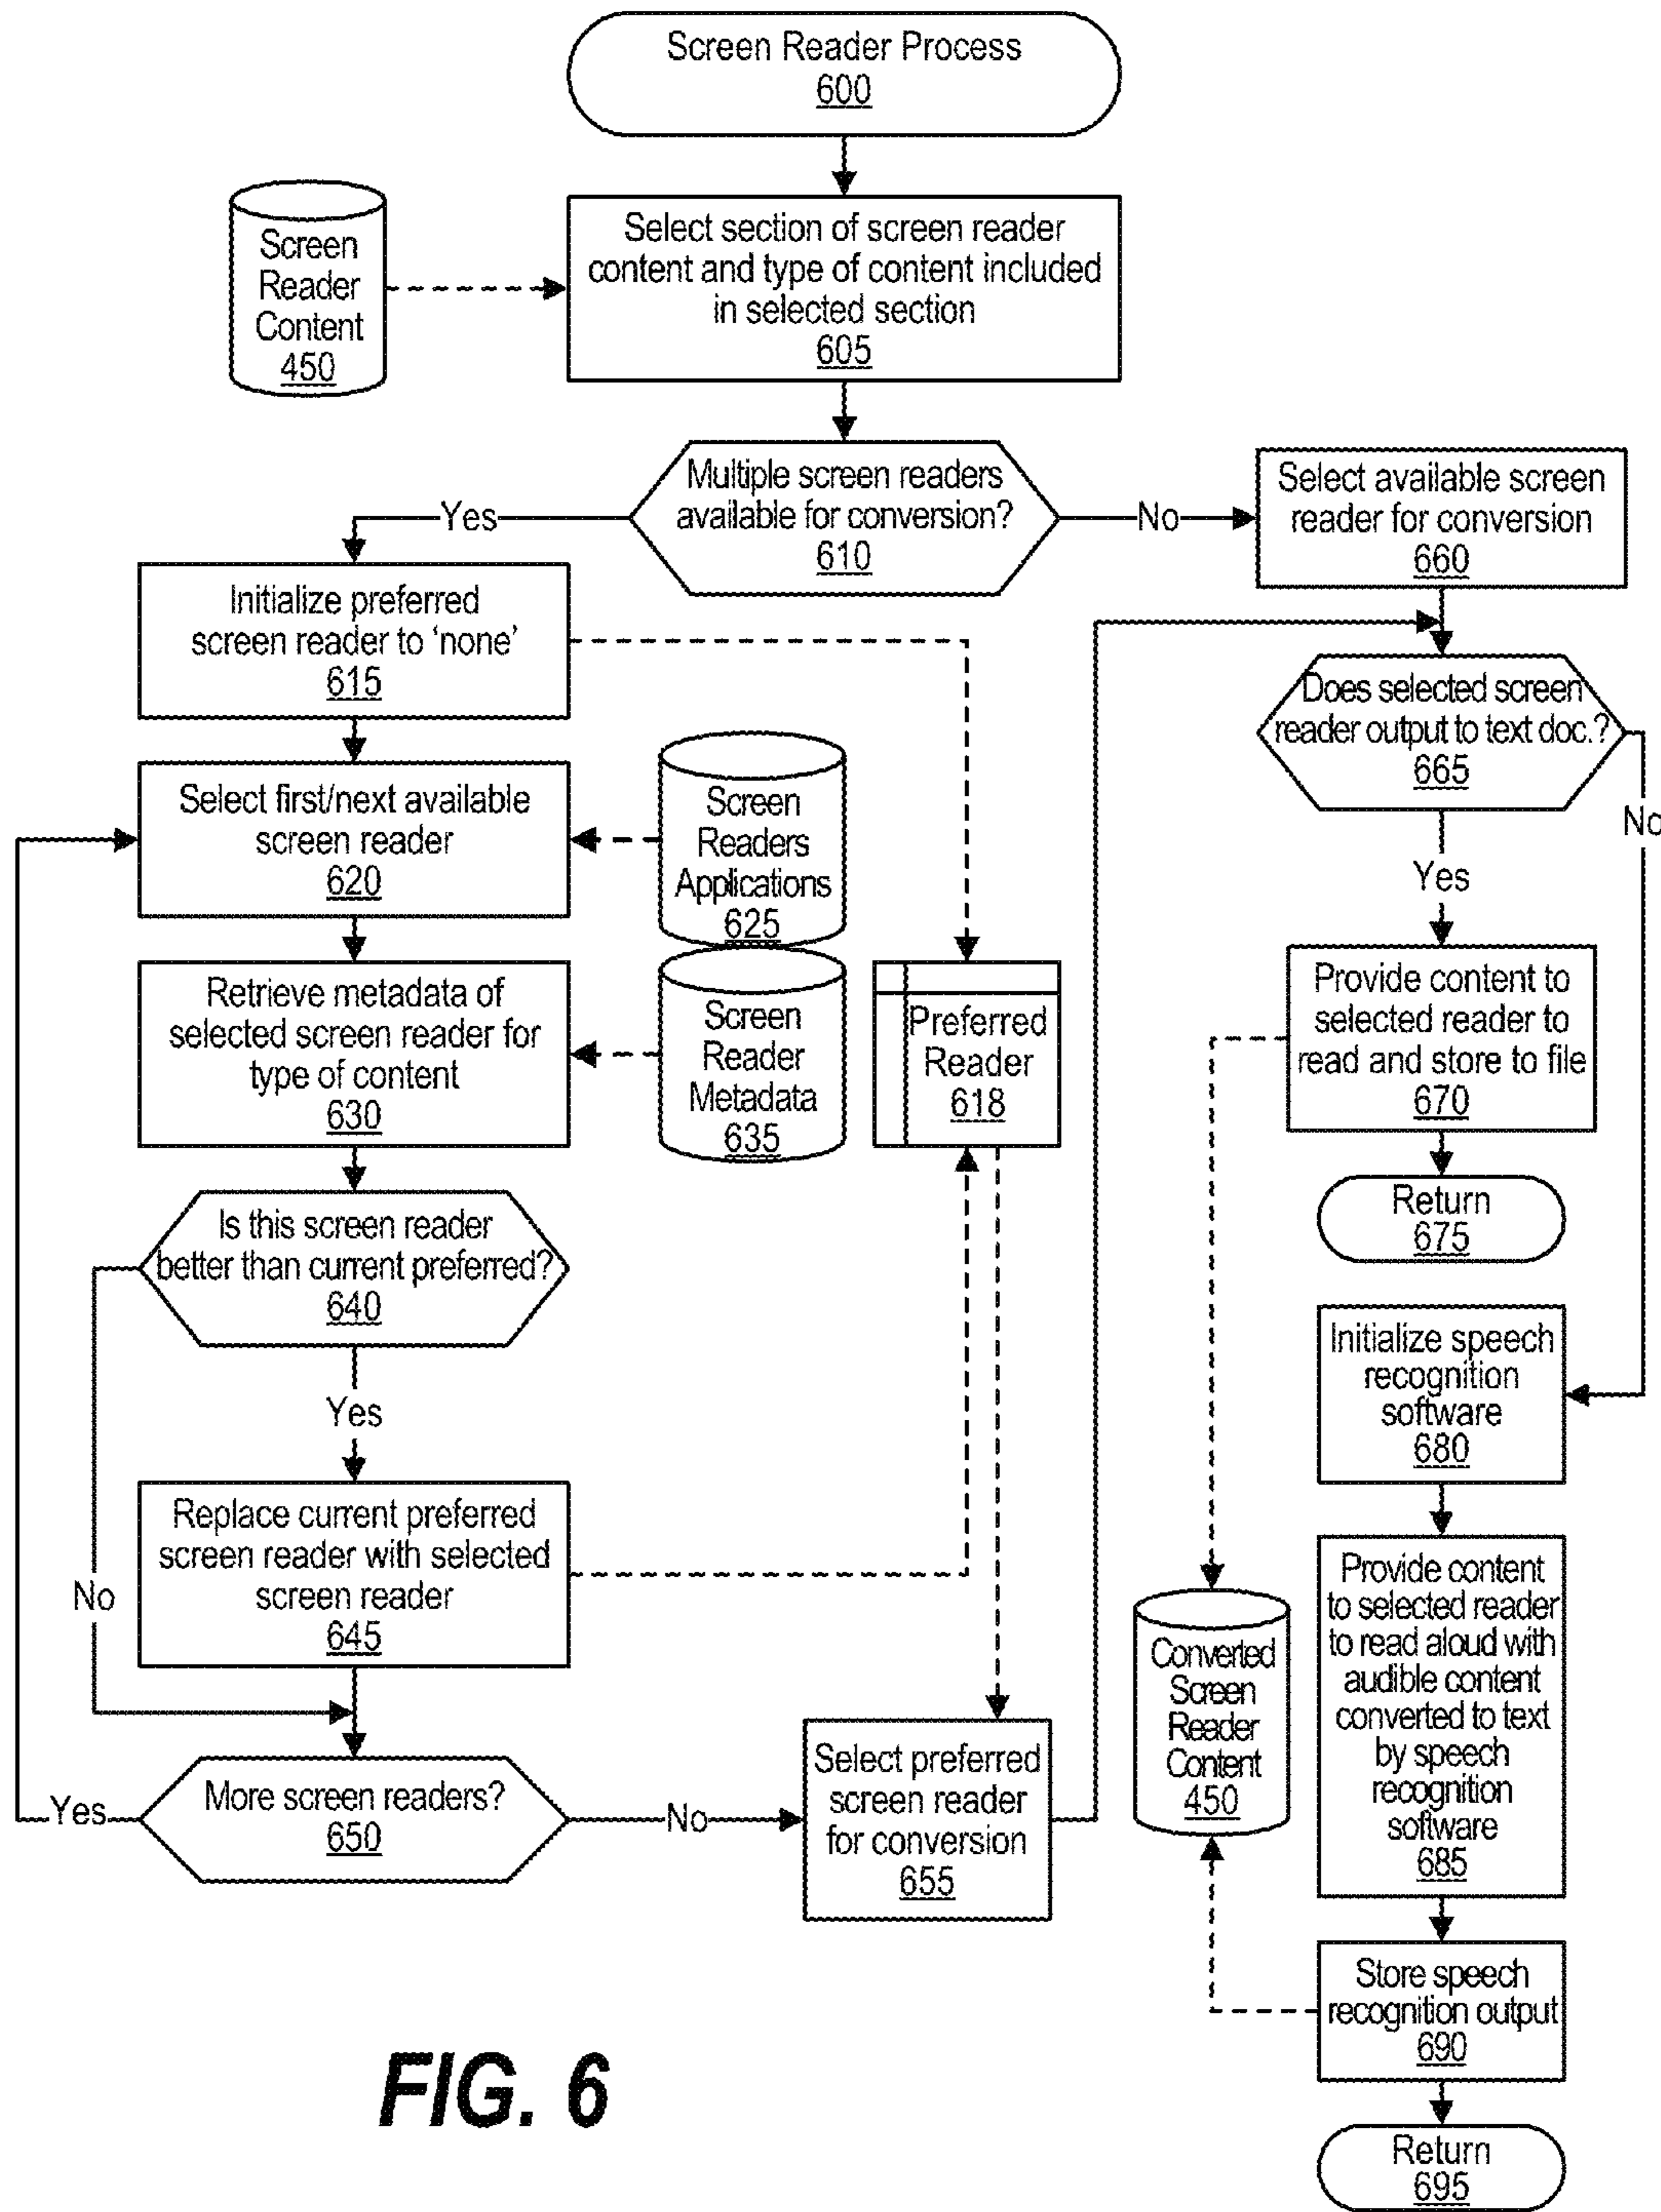 Screen Reader Process
600
Screen
Reader
Content
450
Select section of screen reader
content and type of content included
in selected section
605
Multiple screen readers
available for conversion?
610
Yes
No
Select available screen
reader for conversion
660
Initialize preferred
screen reader to ‘none’
615
Does selected screen
reader output to text doc.?
665
No
Yes
Select first/next available
screen reader
620
Screen
Readers
Applications
625
Retrieve metadata of
selected screen reader for
type of content
630
Screen
Reader
Metadata
635
Preferred
Reader
618
Provide content to
selected reader to
read and store to file
670
Return
675
Is this screen reader
better than current preferred?
640
Yes
No
Initialize speech
recognition
software
680
Replace current preferred
screen reader with selected
screen reader
645
Provide content
to selected reader
to read aloud with
audible content
converted to text
by speech
recognition
software
685
Converted
Screen
Reader
Content
450
More screen readers?
650
Yes
No
Select preferred
screen reader
for conversion
655
Store speech
recognition output
690
Return
695
FIG. 6